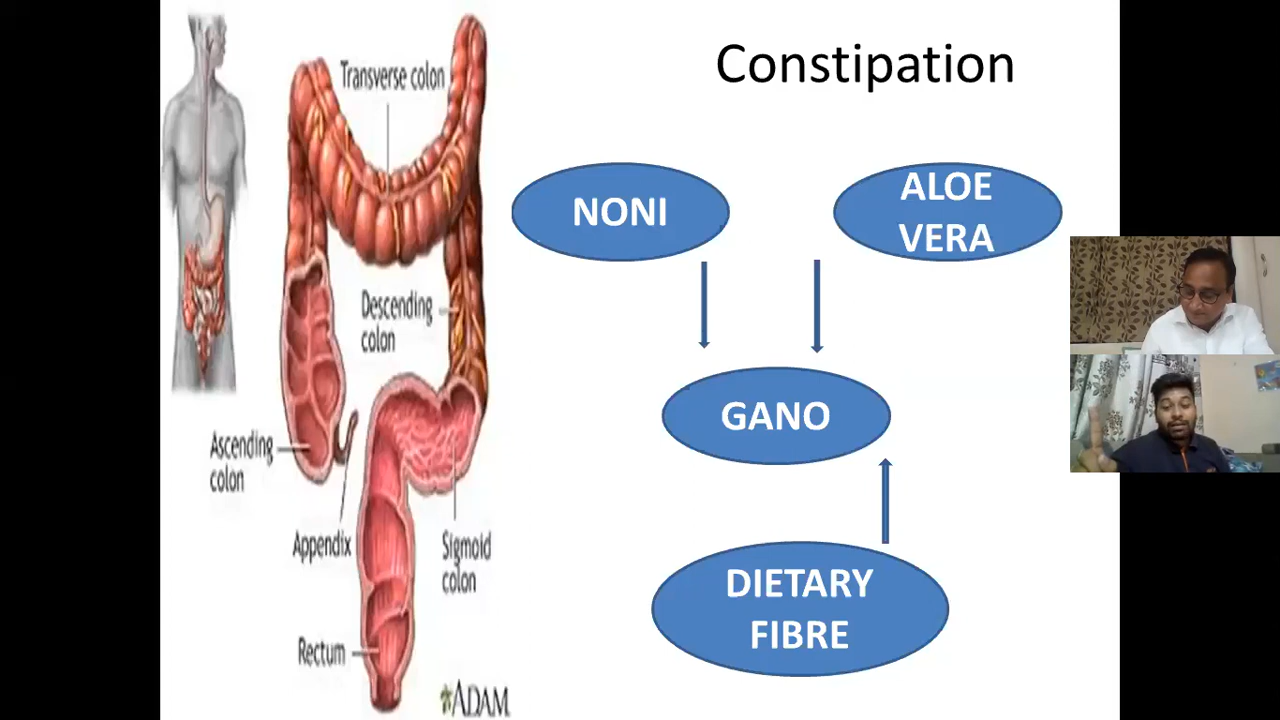 Constipation
Transverse colon
NONI
ALOE
VERA
Descending
colon
GANO
Ascending
colon
Appendix
Sigmoid
colon
DIETARY
FIBRE
Rectum
ADAM